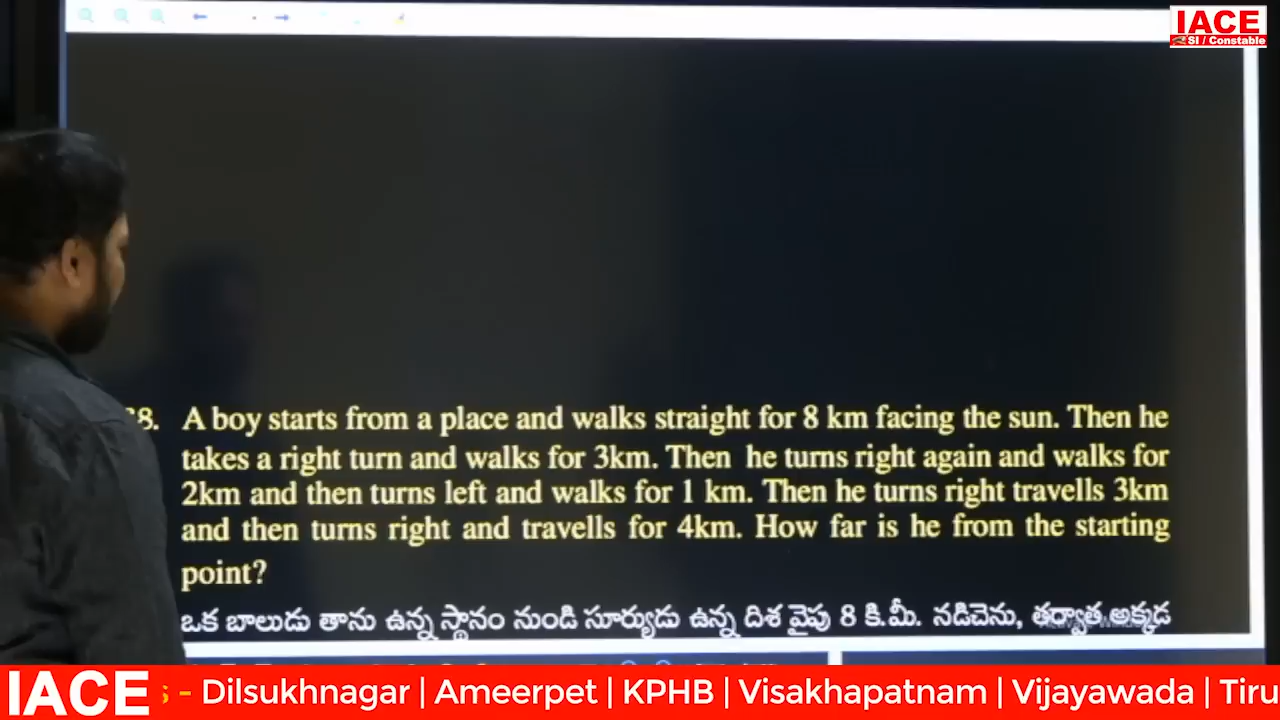 IACE
SI / Constable
8. A boy starts from a place and walks straight for 8 km facing the sun. Then he
takes a right turn and walks for 3km. Then he turns right again and walks for
2km and then turns left and walks for 1 km. Then he turns right travells 3km
and then turns right and travells for 4km. How far is he from the starting
point?
ఒక బాలుడు తాను ఉన్న స్థానం నుండి సూర్యుడు ఉన్న దిశ వైపు 8 కి.మీ. నడిచెను, తర్వాత అక్కడ
IACE s - Dilsukhnagar | Ameerpet | KPHB | Visakhapatnam | Vijayawada | Tiru